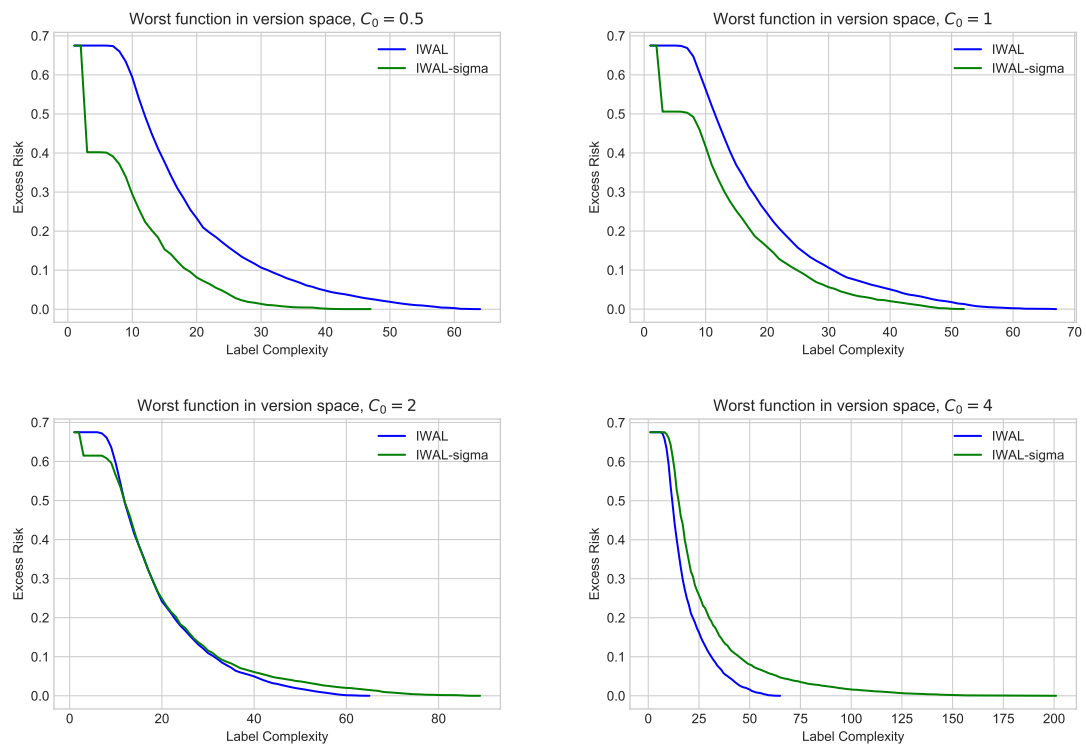 Worst function in version space, C₀ = 0.5
0.7
0.6
0.5
0.4
0.3
0.2
0.1
0.0
Excess Risk
IWAL
IWAL-sigma
0 10 20 30 40 50 60
Label Complexity
Worst function in version space, C₀ = 1
0.7
0.6
0.5
0.4
0.3
0.2
0.1
0.0
Excess Risk
IWAL
IWAL-sigma
0 10 20 30 40 50 60 70
Label Complexity
Worst function in version space, C₀ = 2
0.7
0.6
0.5
0.4
0.3
0.2
0.1
0.0
Excess Risk
IWAL
IWAL-sigma
0 20 40 60 80
Label Complexity
Worst function in version space, C₀ = 4
0.7
0.6
0.5
0.4
0.3
0.2
0.1
0.0
Excess Risk
IWAL
IWAL-sigma
0 25 50 75 100 125 150 175 200
Label Complexity